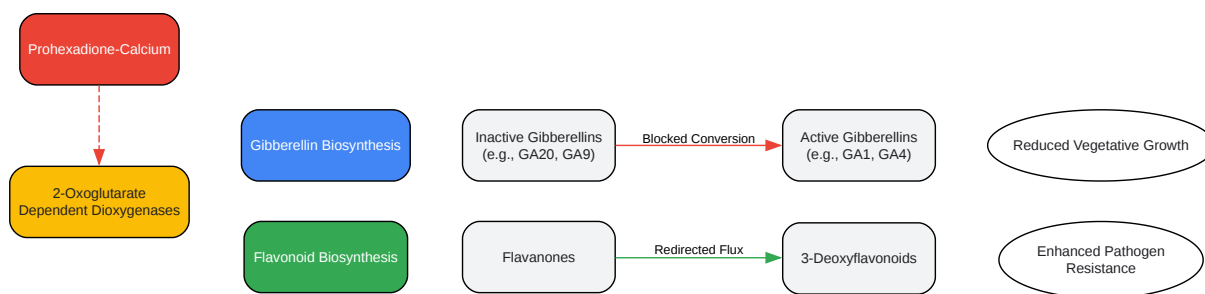 Prohexadione-Calcium
2-Oxoglutarate
Dependent Dioxygenases
Gibberellin Biosynthesis
Inactive Gibberellins
(e.g., GA20, GA9)
Blocked Conversion
Active Gibberellins
(e.g., GA1, GA4)
Reduced Vegetative Growth
Flavonoid Biosynthesis
Flavanones
Redirected Flux
3-Deoxyflavonoids
Enhanced Pathogen
Resistance